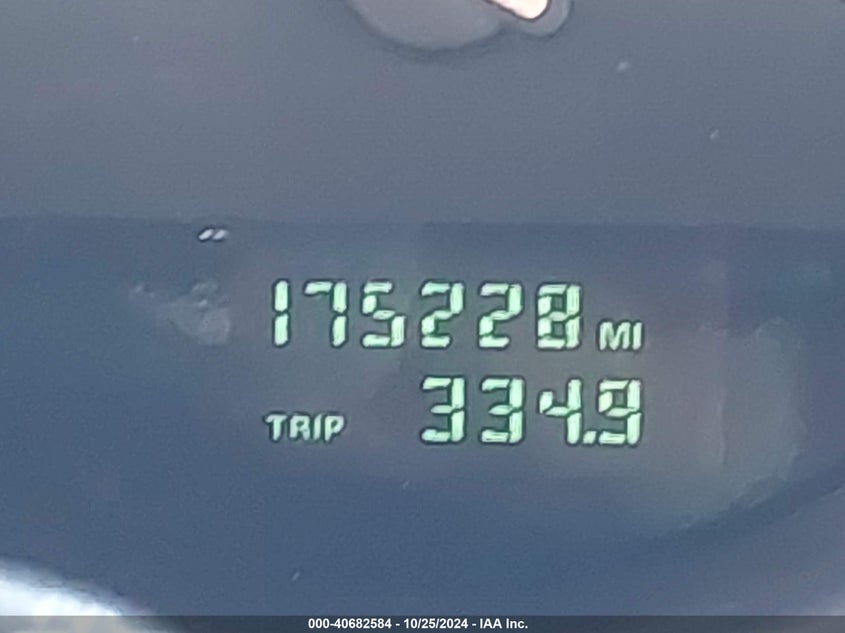 175228 MI
TRIP 334.9
000-40682584 - 10/25/2024 - IAA Inc.